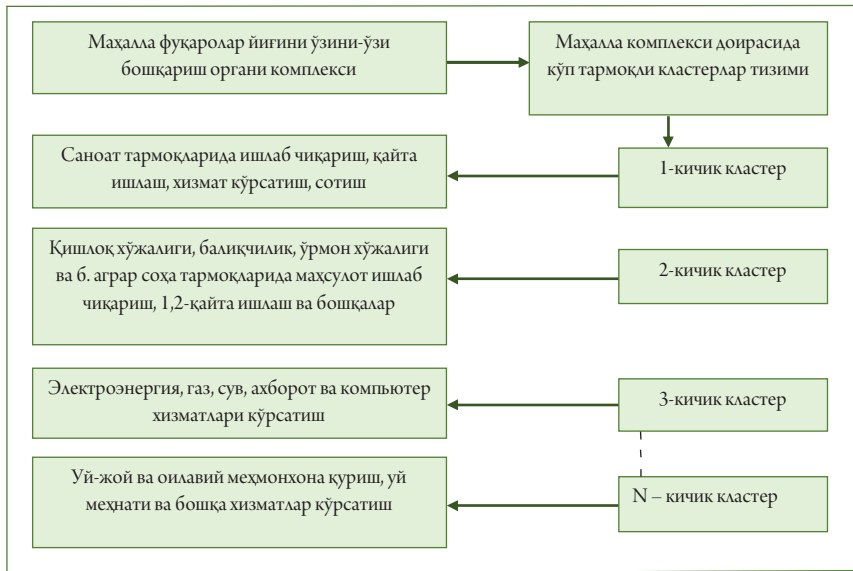 Маҳалла фуқаролар йиғини ўзини-ўзи
бошқариш органи комплекси
Маҳалла комплекси доирасида
кўп тармоқли кластерлар тизими
Саноат тармоқларида ишлаб чиқариш, қайта
ишлаш, хизмат кўрсатиш, сотиш
1-кичик кластер
Қишлоқ хўжалиги, балиқчилик, ўрмон хўжалиги
ва б. аграр соҳа тармоқларида маҳсулот ишлаб
чиқариш, 1,2-қайта ишлаш ва бошқалар
2-кичик кластер
Электроэнергия, газ, сув, ахборот ва компьютер
хизматлари кўрсатиш
3-кичик кластер
Уй-жой ва оилавий меҳмонхона қуриш, уй
меҳнати ва бошқа хизматлар кўрсатиш
N – кичик кластер